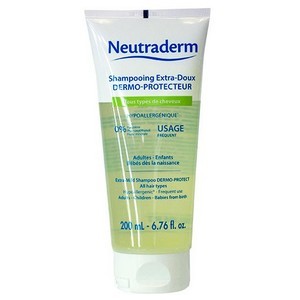 Neutraderm
Shampooing Extra-Doux
DERMO-PROTECTEUR
Tous types de cheveux
HYPOALLERGÉNIQUE
0%
USAGE
FRÉQUENT
Adultes - Enfants
Bébés dès la naissance
Extra Mild Shampoo DERMO-PROTECT
All hair types
Hypoallergenic* - Frequent use
Adults - Children - Babies from birth
200 mL - 6.76 fl. oz.